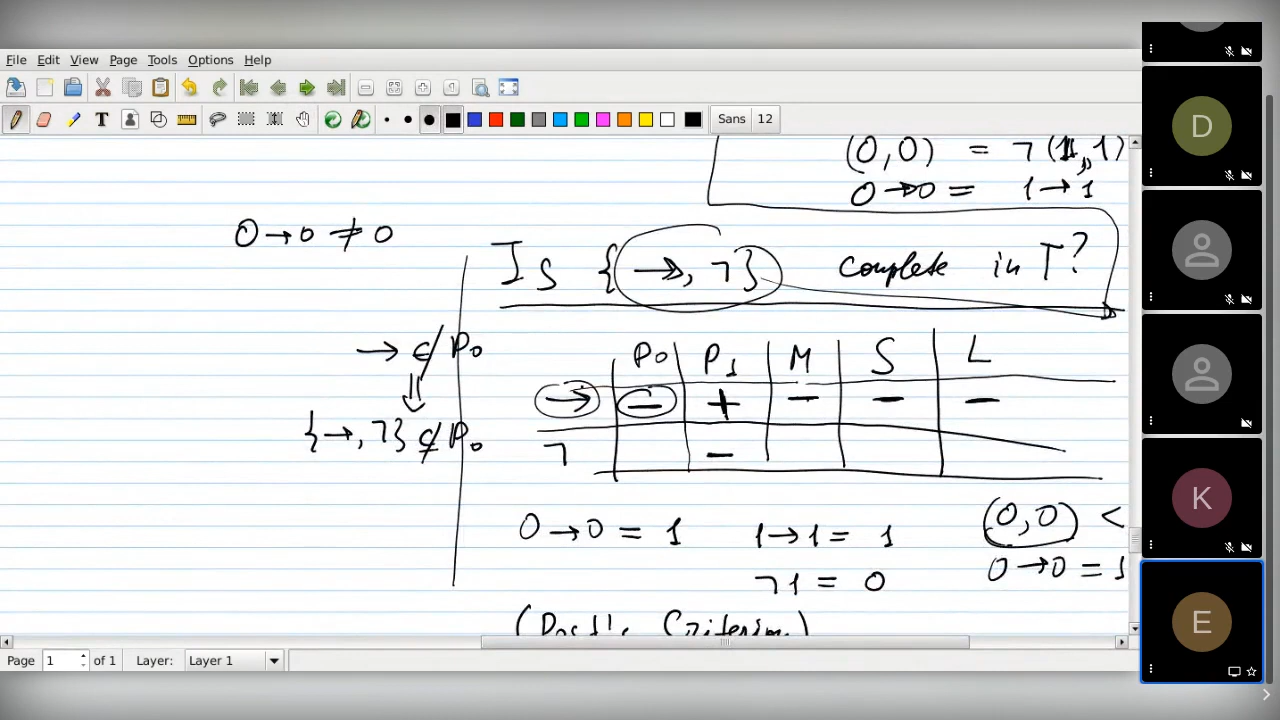 File Edit View Page Tools Options Help
Sans 12
(0,0) = ¬(1,1)
0→0 = 1→1
0→0 ≠ 0
Is {→, ¬} complete in T?
→ ∉ P₀
⇓
{→, ¬} ⊄ P₀
P₀ P₁ M S L
→ − + − − −
¬ −
0→0 = 1
1→1 = 1
¬1 = 0
(0,0) <
0→0 = 1
(Post's Criterion)
Page 1 of 1 Layer: Layer 1
D
K
E